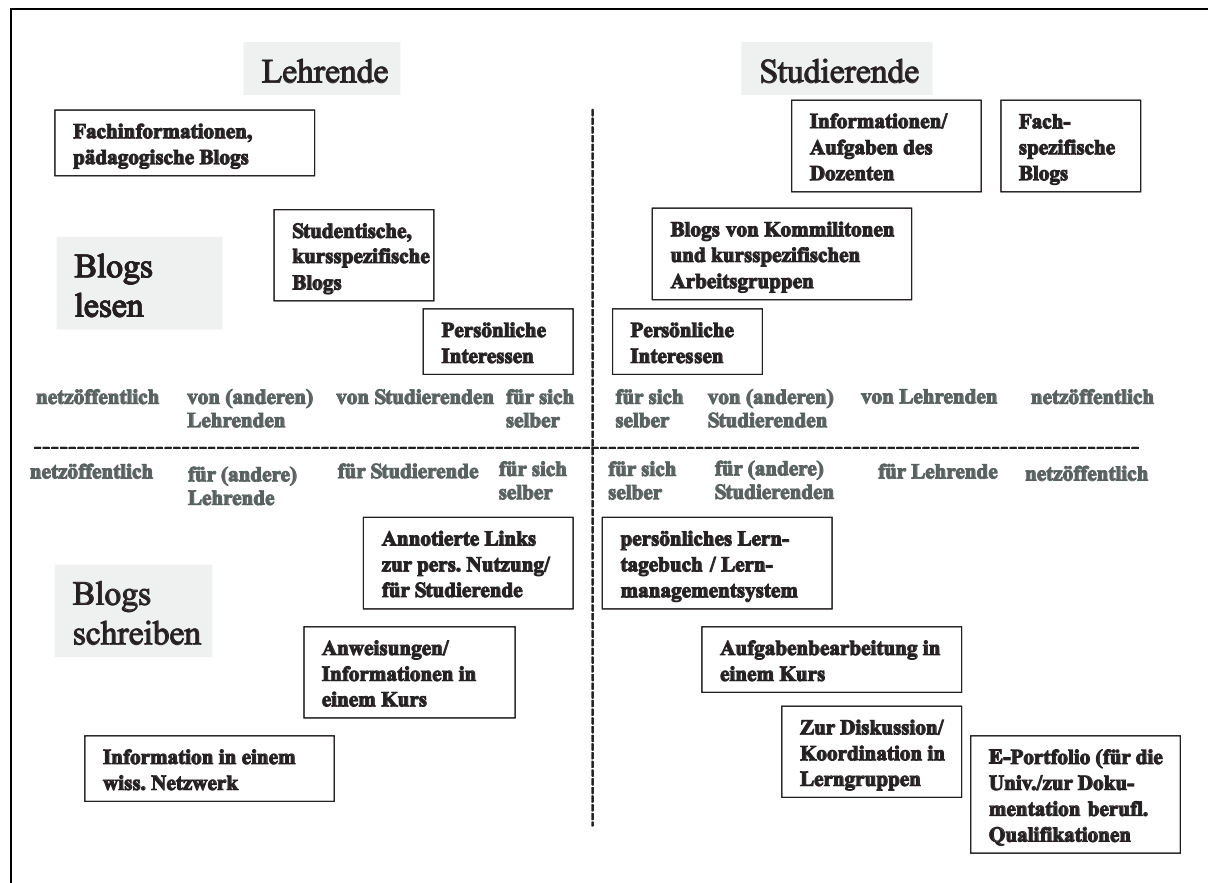 Lehrende
Studierende
Fachinformationen,
pädagogische Blogs
Informationen/
Aufgaben des
Dozenten
Fach-
spezifische
Blogs
Studentische,
kursspezifische
Blogs
Blogs von Kommilitonen
und kursspezifischen
Arbeitsgruppen
Blogs
lesen
Persönliche
Interessen
Persönliche
Interessen
netzöffentlich
von (anderen)
Lehrenden
von Studierenden
für sich
selber
für sich
selber
von (anderen)
Studierenden
von Lehrenden
netzöffentlich
netzöffentlich
für (andere)
Lehrende
für Studierende
für sich
selber
für sich
selber
für (andere)
Studierenden
für Lehrende
netzöffentlich
Annotierte Links
zur pers. Nutzung/
für Studierende
persönliches Lern-
tagebuch / Lern-
managementsystem
Blogs
schreiben
Anweisungen/
Informationen in
einem Kurs
Aufgabenbearbeitung in
einem Kurs
Information in einem
wiss. Netzwerk
Zur Diskussion/
Koordination in
Lerngruppen
E-Portfolio (für die
Univ./zur Doku-
mentation berufl.
Qualifikationen